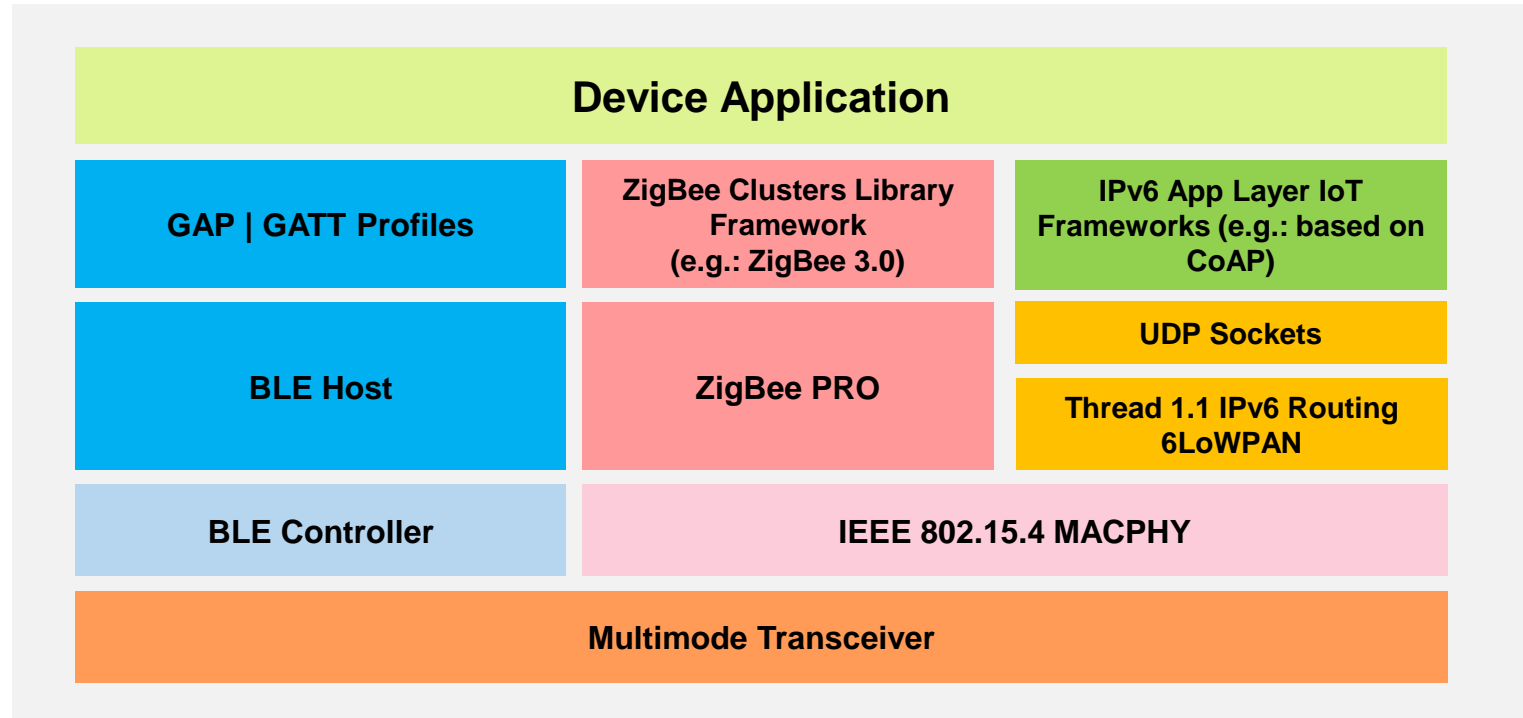 Device Application
GAP | GATT Profiles
ZigBee Clusters Library
Framework
(e.g.: ZigBee 3.0)
IPv6 App Layer IoT
Frameworks (e.g.: based on
CoAP)
BLE Host
ZigBee PRO
UDP Sockets
Thread 1.1 IPv6 Routing
6LoWPAN
BLE Controller
IEEE 802.15.4 MACPHY
Multimode Transceiver